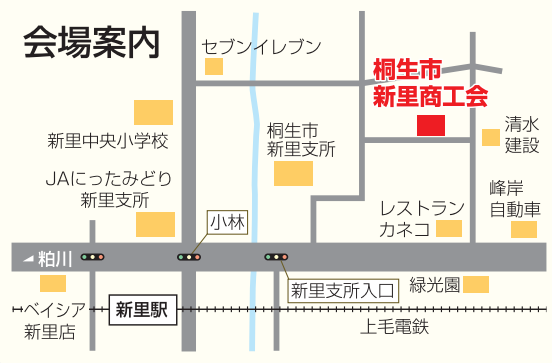 会場案内
セブンイレブン
桐生市
新里商工会
新里中央小学校
桐生市
新里支所
清水
建設
JAにったみどり
新里支所
峰岸
自動車
小林
レストラン
カネコ
粕川
新里支所入口
緑光園
ベイシア
新里店
新里駅
上毛電鉄